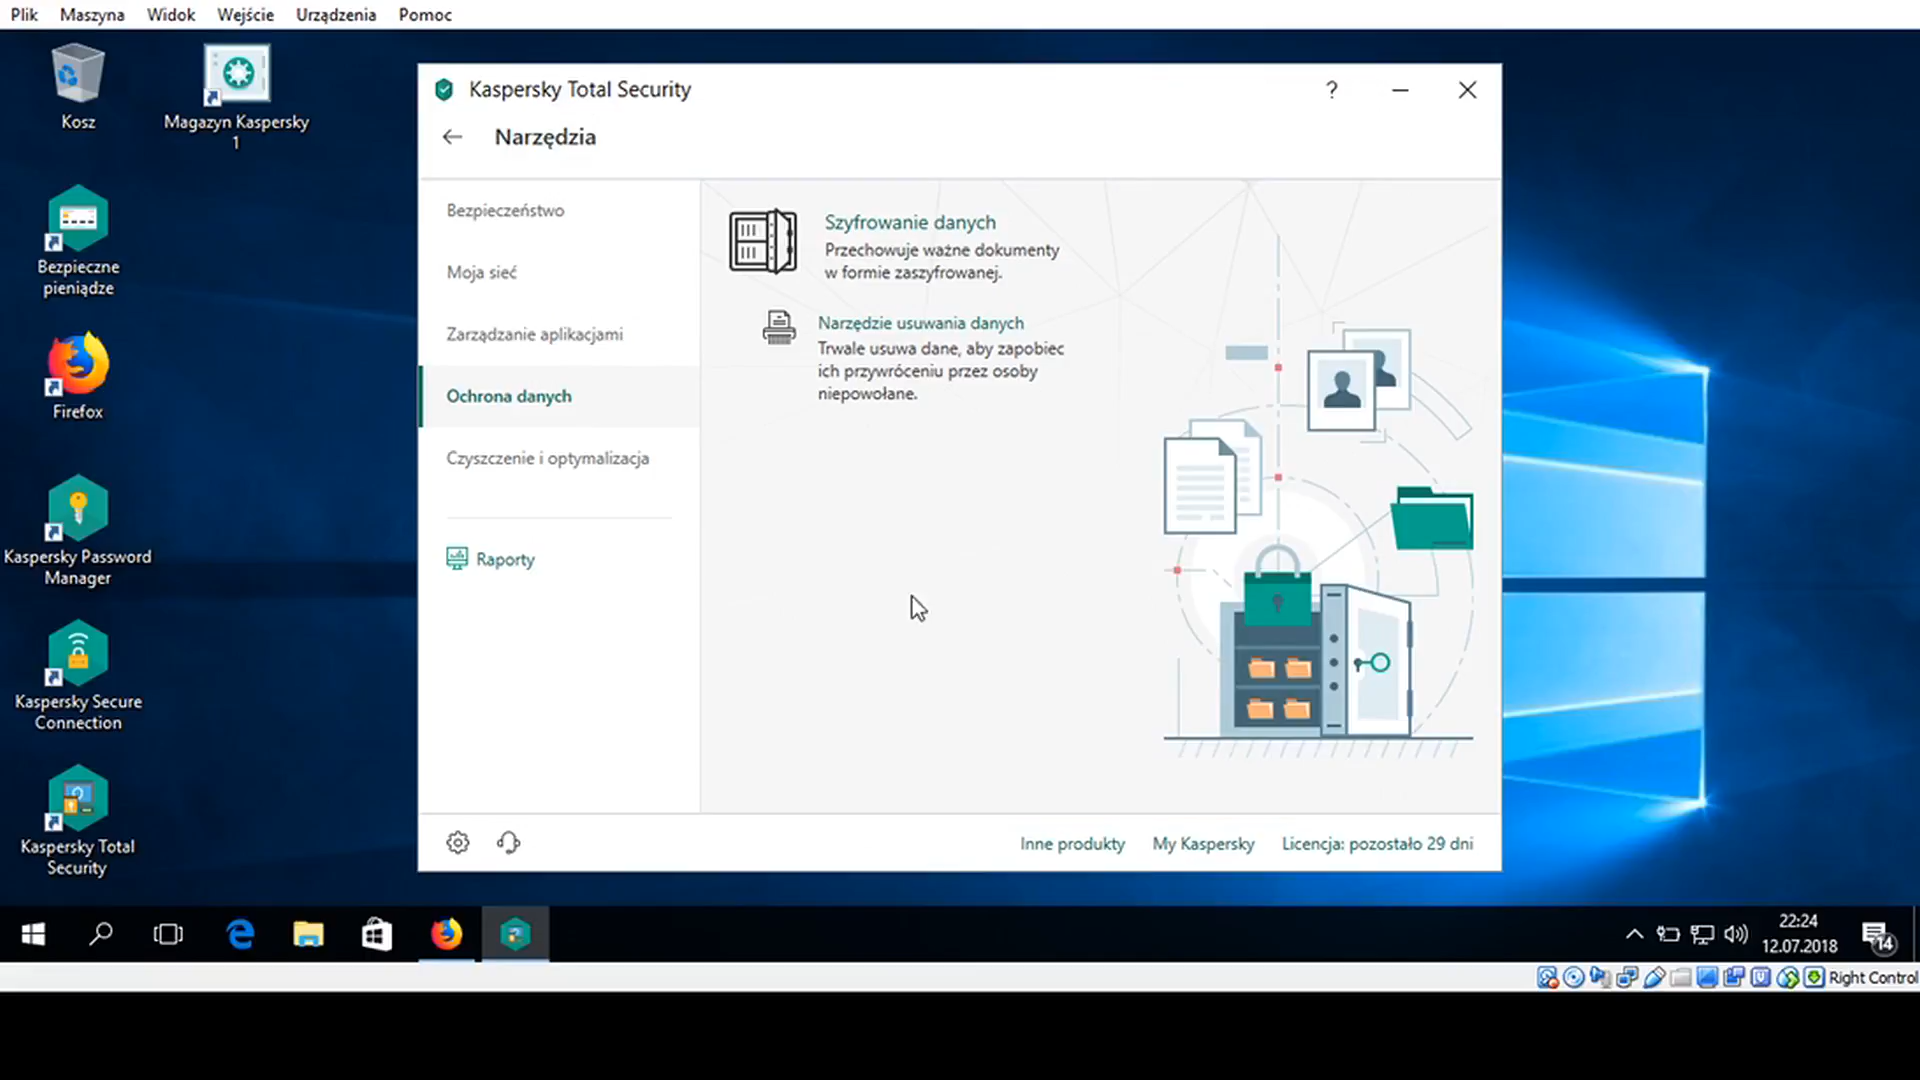 Plik Maszyna Widok Wejście Urządzenia Pomoc
Kosz
Magazyn Kaspersky
1
Bezpieczne
pieniądze
Firefox
Kaspersky Password
Manager
Kaspersky Secure
Connection
Kaspersky Total
Security
Kaspersky Total Security
?
Narzędzia
Bezpieczeństwo
Moja sieć
Zarządzanie aplikacjami
Ochrona danych
Czyszczenie i optymalizacja
Raporty
Szyfrowanie danych
Przechowuje ważne dokumenty
w formie zaszyfrowanej.
Narzędzie usuwania danych
Trwale usuwa dane, aby zapobiec
ich przywróceniu przez osoby
niepowołane.
Inne produkty My Kaspersky Licencja: pozostało 29 dni
22:24
12.07.2018
14
Right Control